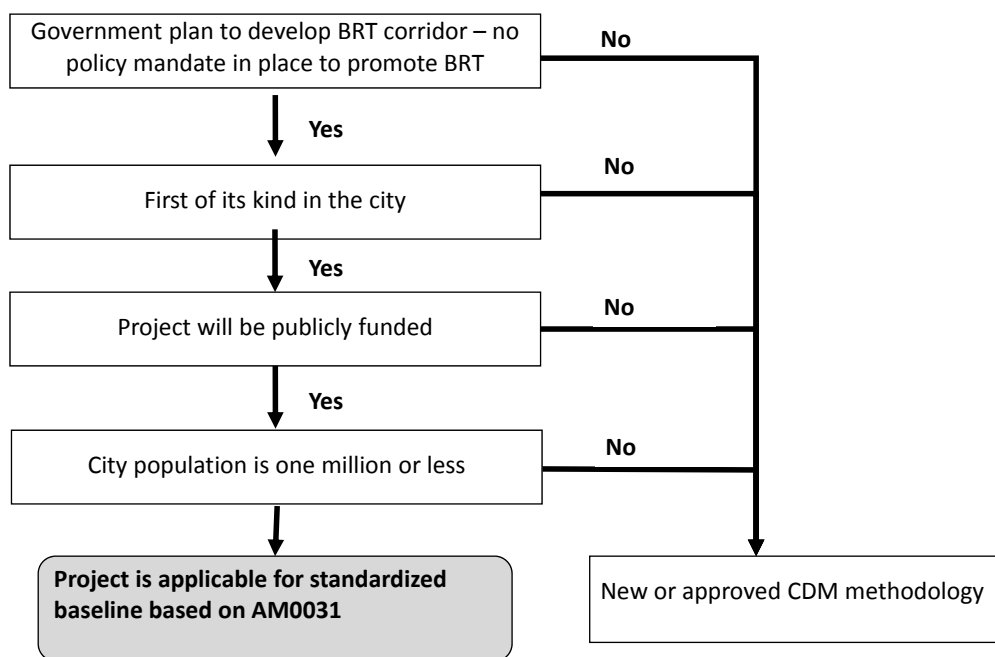 Government plan to develop BRT corridor – no
policy mandate in place to promote BRT
No
Yes
First of its kind in the city
No
Yes
Project will be publicly funded
No
Yes
City population is one million or less
No
Project is applicable for standardized
baseline based on AM0031
New or approved CDM methodology